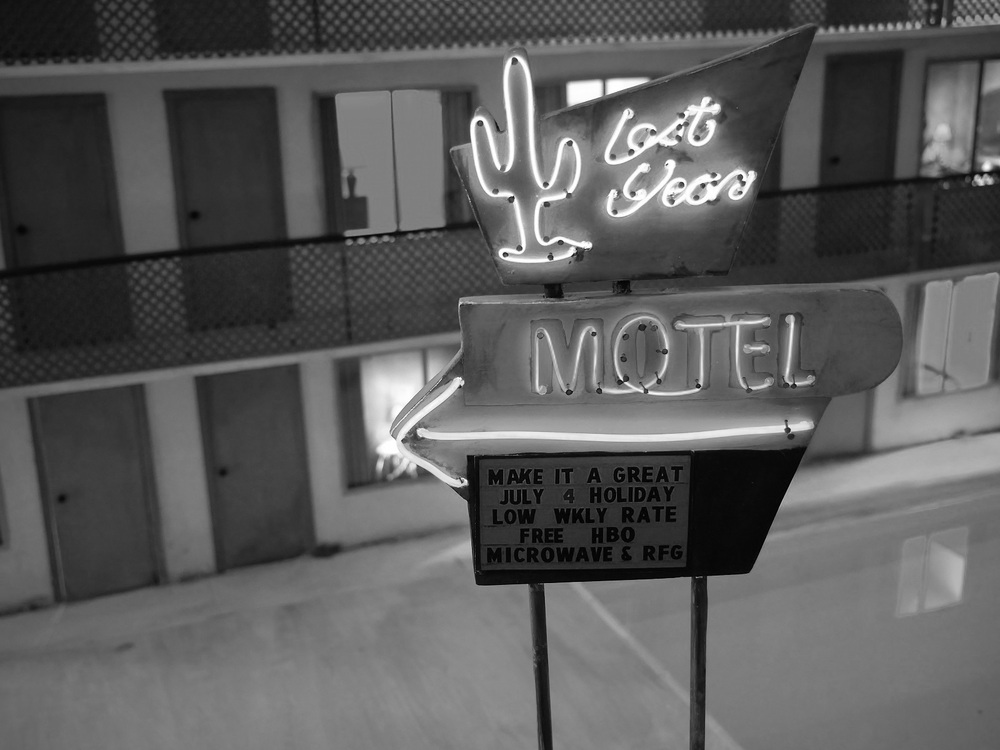 Lost
Years
MOTEL
MAKE IT A GREAT
JULY 4 HOLIDAY
LOW WKLY RATE
FREE HBO
MICROWAVE & RFG